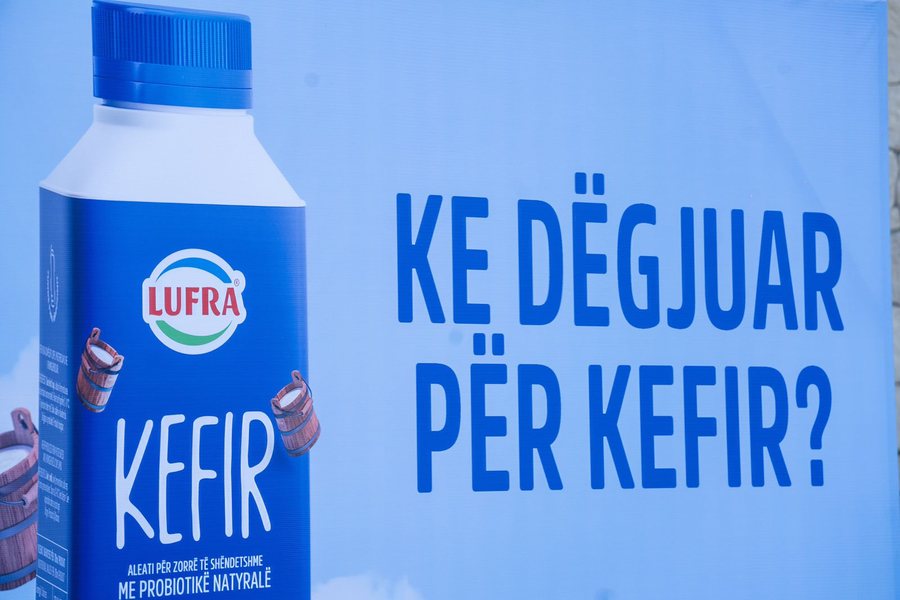 LUFRA®
KEFIR
ALEATI PËR ZORRË TË SHËNDETSHME
ME PROBIOTIKË NATYRALË
KE DËGJUAR
PËR KEFIR?